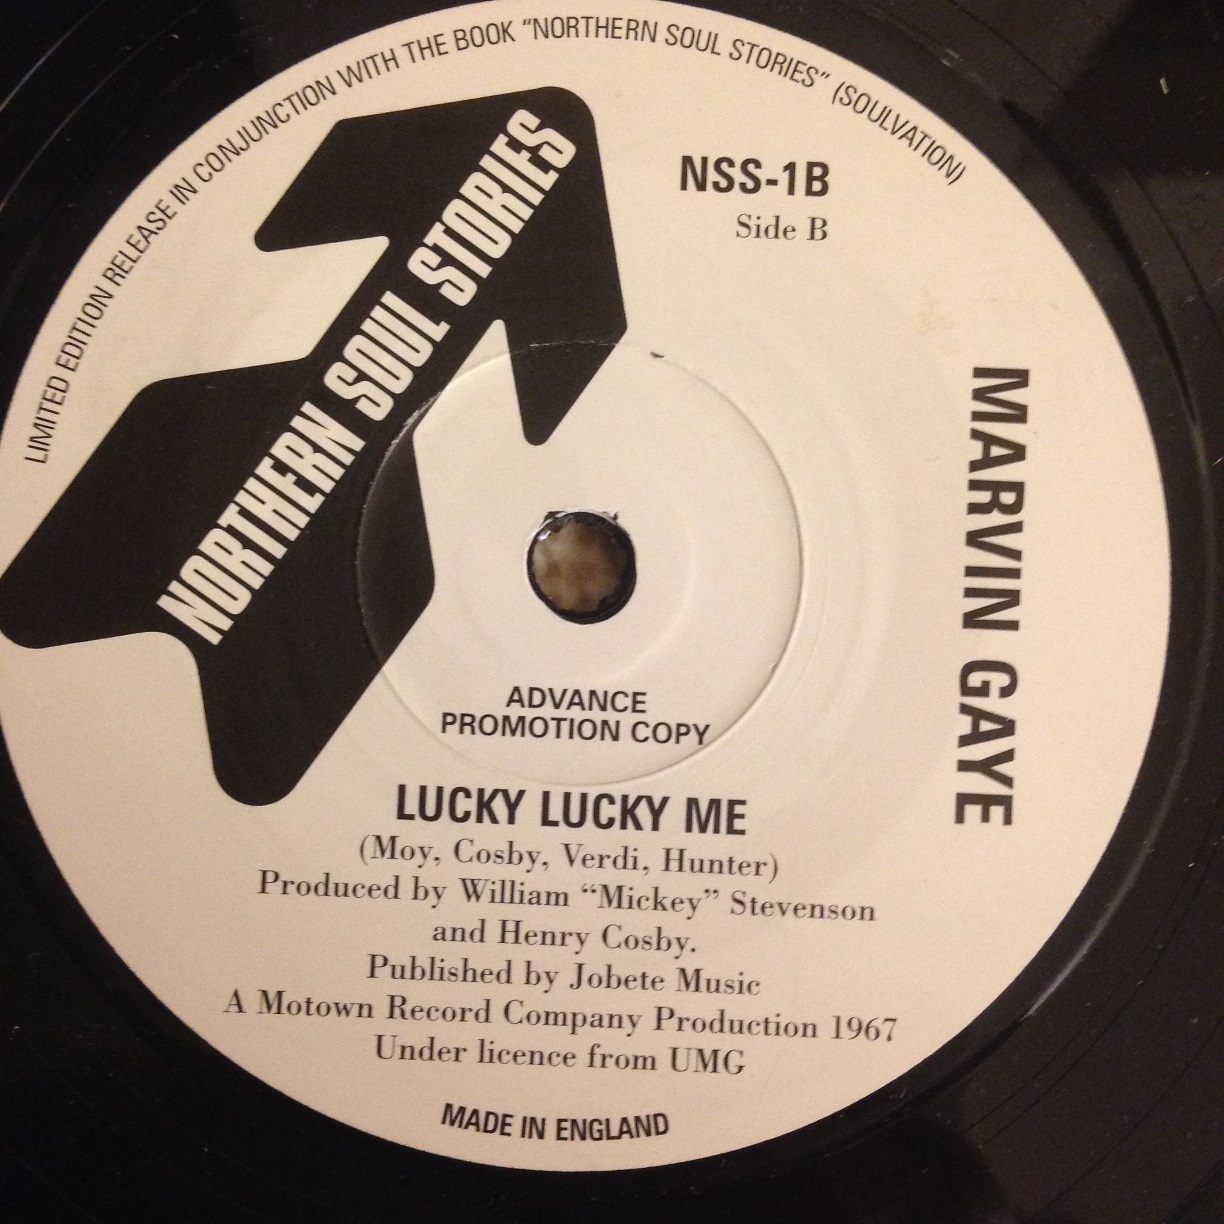 LIMITED EDITION RELEASE IN CONJUNCTION WITH THE BOOK “NORTHERN SOUL STORIES” (SOULVATION)
NORTHERN SOUL STORIES
NSS-1B
Side B
MARVIN GAYE
ADVANCE
PROMOTION COPY
LUCKY LUCKY ME
(Moy, Cosby, Verdi, Hunter)
Produced by William “Mickey” Stevenson
and Henry Cosby.
Published by Jobete Music
A Motown Record Company Production 1967
Under licence from UMG
MADE IN ENGLAND